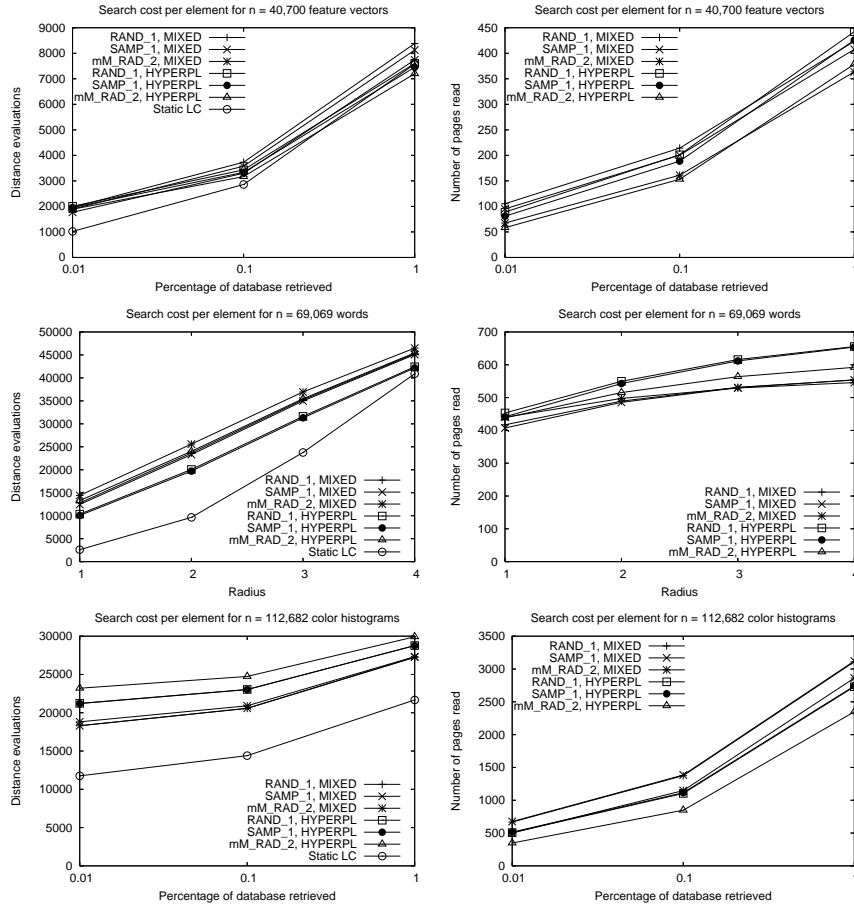 Search cost per element for n = 40,700 feature vectors
9000
8000
7000
6000
5000
4000
3000
2000
1000
0
Distance evaluations
RAND_1, MIXED
SAMP_1, MIXED
mM_RAD_2, MIXED
RAND_1, HYPERPL
SAMP_1, HYPERPL
mM_RAD_2, HYPERPL
Static LC
0.01 0.1 1
Percentage of database retrieved
Search cost per element for n = 40,700 feature vectors
450
400
350
300
250
200
150
100
50
0
Number of pages read
RAND_1, MIXED
SAMP_1, MIXED
mM_RAD_2, MIXED
RAND_1, HYPERPL
SAMP_1, HYPERPL
mM_RAD_2, HYPERPL
0.01 0.1 1
Percentage of database retrieved
Search cost per element for n = 69,069 words
50000
45000
40000
35000
30000
25000
20000
15000
10000
5000
0
Distance evaluations
RAND_1, MIXED
SAMP_1, MIXED
mM_RAD_2, MIXED
RAND_1, HYPERPL
SAMP_1, HYPERPL
mM_RAD_2, HYPERPL
Static LC
1 2 3 4
Radius
Search cost per element for n = 69,069 words
700
600
500
400
300
200
100
0
Number of pages read
RAND_1, MIXED
SAMP_1, MIXED
mM_RAD_2, MIXED
RAND_1, HYPERPL
SAMP_1, HYPERPL
mM_RAD_2, HYPERPL
1 2 3 4
Radius
Search cost per element for n = 112,682 color histograms
30000
25000
20000
15000
10000
5000
0
Distance evaluations
RAND_1, MIXED
SAMP_1, MIXED
mM_RAD_2, MIXED
RAND_1, HYPERPL
SAMP_1, HYPERPL
mM_RAD_2, HYPERPL
Static LC
0.01 0.1 1
Percentage of database retrieved
Search cost per element for n = 112,682 color histograms
3500
3000
2500
2000
1500
1000
500
0
Number of pages read
RAND_1, MIXED
SAMP_1, MIXED
mM_RAD_2, MIXED
RAND_1, HYPERPL
SAMP_1, HYPERPL
mM_RAD_2, HYPERPL
0.01 0.1 1
Percentage of database retrieved